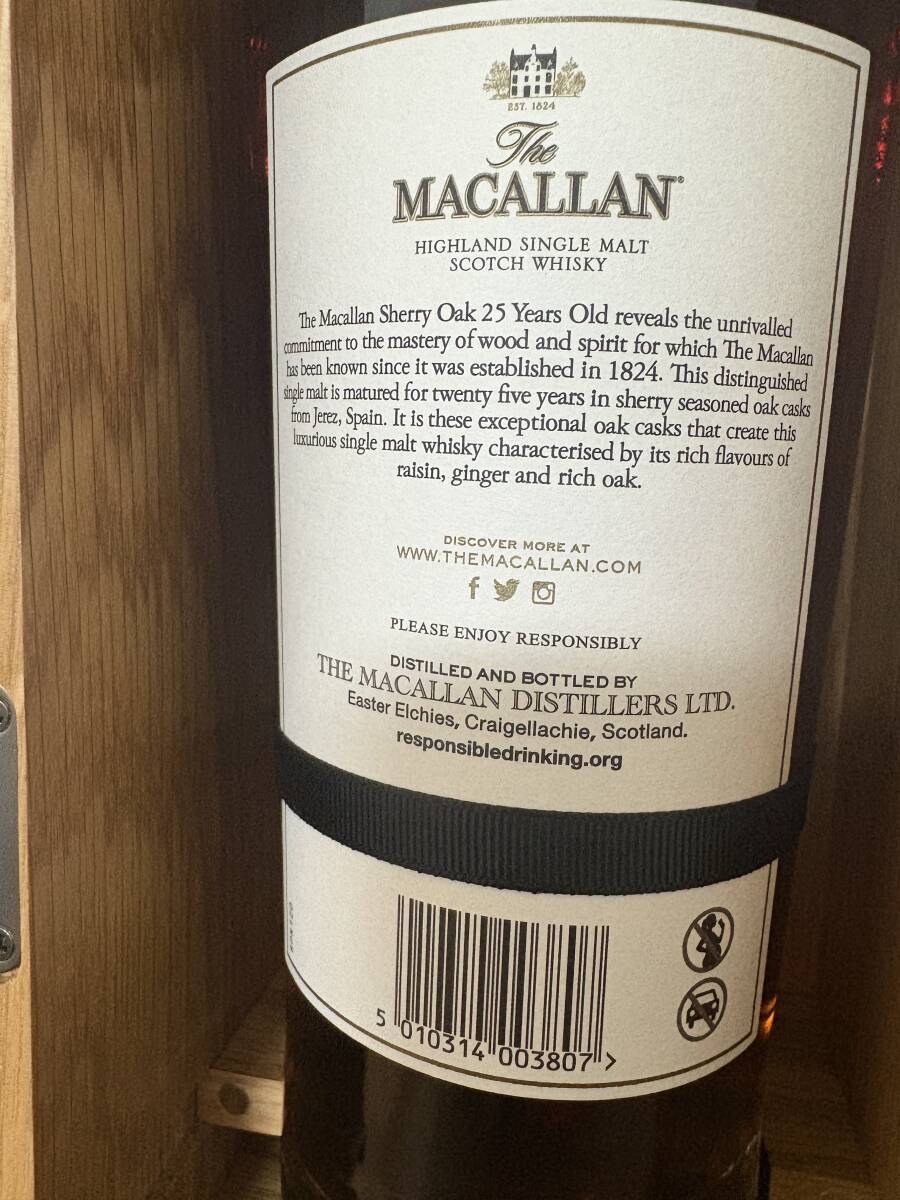 EST. 1824
The
MACALLAN
HIGHLAND SINGLE MALT
SCOTCH WHISKY
The Macallan Sherry Oak 25 Years Old reveals the unrivalled
commitment to the mastery of wood and spirit for which The Macallan
has been known since it was established in 1824. This distinguished
single malt is matured for twenty five years in sherry seasoned oak casks
from Jerez, Spain. It is these exceptional oak casks that create this
luxurious single malt whisky characterised by its rich flavours of
raisin, ginger and rich oak.
DISCOVER MORE AT
WWW.THEMACALLAN.COM
PLEASE ENJOY RESPONSIBLY
DISTILLED AND BOTTLED BY
THE MACALLAN DISTILLERS LTD.
Easter Elchies, Craigellachie, Scotland.
responsibledrinking.org
5 010314 003807 >